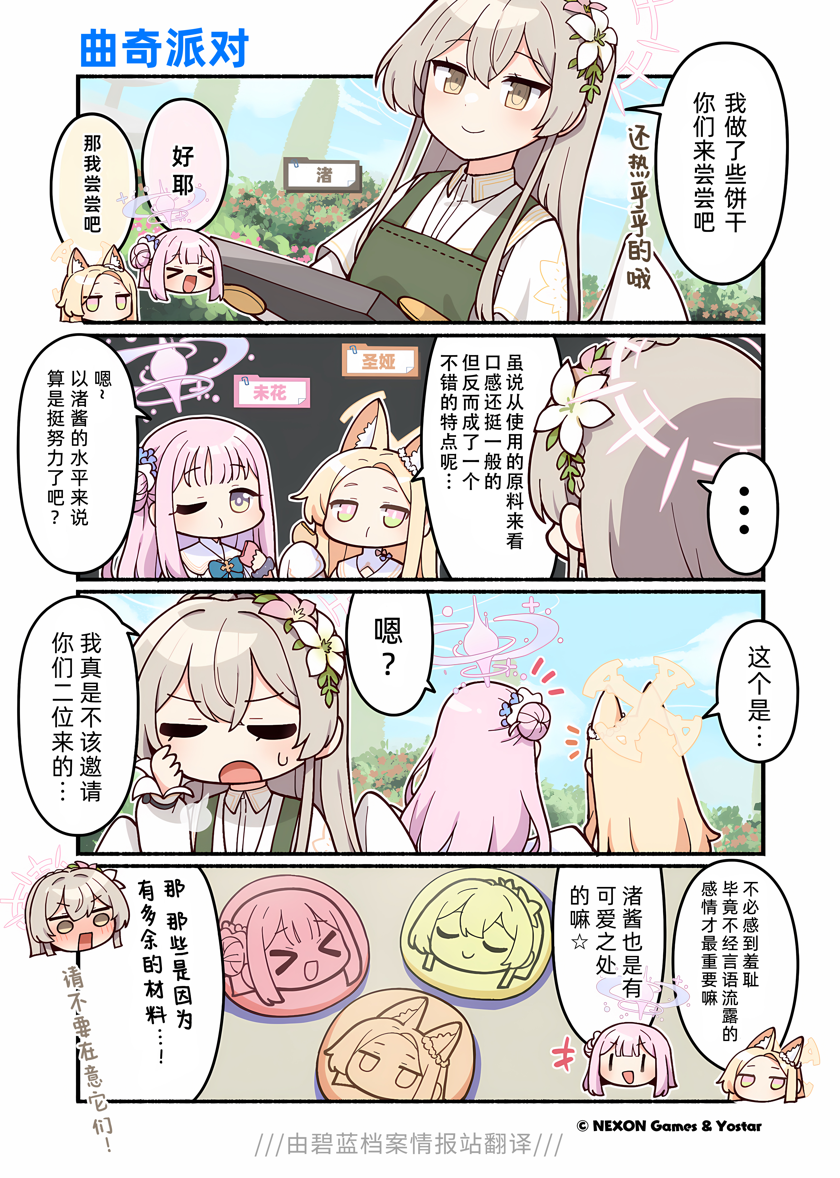 曲奇派对
我做了些饼干
你们来尝尝吧
还热乎乎的哦
渚
好耶
那我尝尝吧
…
虽说从使用的原料来看
口感还挺一般的
但反而成了一个
不错的特点呢…
圣娅
未花
嗯~
以渚酱的水平来说
算是挺努力了吧？
这个是…
嗯？
我真是不该邀请
你们二位来的…
不必感到羞耻
毕竟不经言语流露的
感情才最重要嘛
渚酱也是有
可爱之处
的嘛☆
那 那些是因为
有多余的材料…！
请不要在意它们！
© NEXON Games & Yostar
///由碧蓝档案情报站翻译///